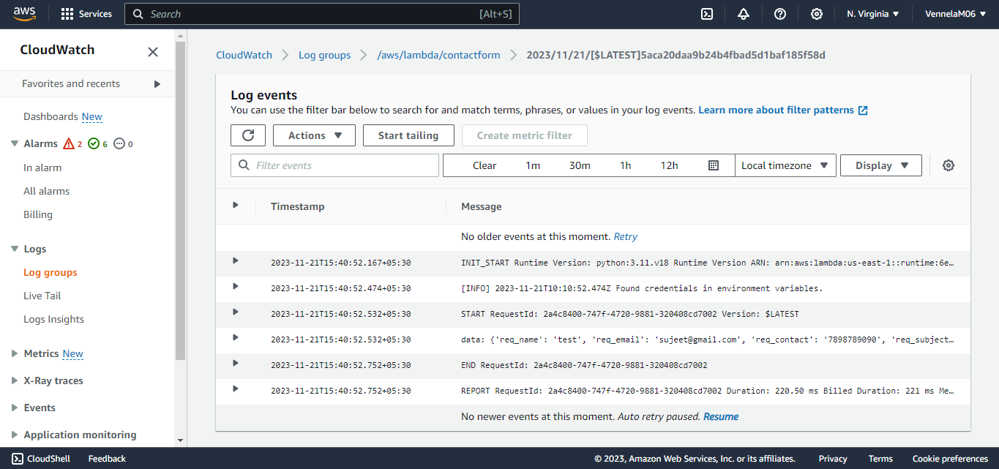 aws
Services
Search
[Alt+S]
N. Virginia
VennelaM06
CloudWatch
Favorites and recents
Dashboards New
Alarms 2 6 0
In alarm
All alarms
Billing
Logs
Log groups
Live Tail
Logs Insights
Metrics New
X-Ray traces
Events
Application monitoring
CloudWatch
Log groups
/aws/lambda/contactform
2023/11/21/[$LATEST]5aca20daa9b24b4fbad5d1baf185f58d
Log events
You can use the filter bar below to search for and match terms, phrases, or values in your log events. Learn more about filter patterns
Actions
Start tailing
Create metric filter
Filter events
Clear
1m
30m
1h
12h
Local timezone
Display
Timestamp
Message
No older events at this moment. Retry
2023-11-21T15:40:52.167+05:30 INIT_START Runtime Version: python:3.11.v18 Runtime Version ARN: arn:aws:lambda:us-east-1::runtime:6e…
2023-11-21T15:40:52.474+05:30 [INFO] 2023-11-21T10:10:52.474Z Found credentials in environment variables.
2023-11-21T15:40:52.532+05:30 START RequestId: 2a4c8400-747f-4720-9881-320408cd7002 Version: $LATEST
2023-11-21T15:40:52.532+05:30 data: {'req_name': 'test', 'req_email': 'sujeet@gmail.com', 'req_contact': '7898789090', 'req_subject…
2023-11-21T15:40:52.752+05:30 END RequestId: 2a4c8400-747f-4720-9881-320408cd7002
2023-11-21T15:40:52.752+05:30 REPORT RequestId: 2a4c8400-747f-4720-9881-320408cd7002 Duration: 220.50 ms Billed Duration: 221 ms Me…
No newer events at this moment. Auto retry paused. Resume
CloudShell
Feedback
© 2023, Amazon Web Services, Inc. or its affiliates.
Privacy
Terms
Cookie preferences